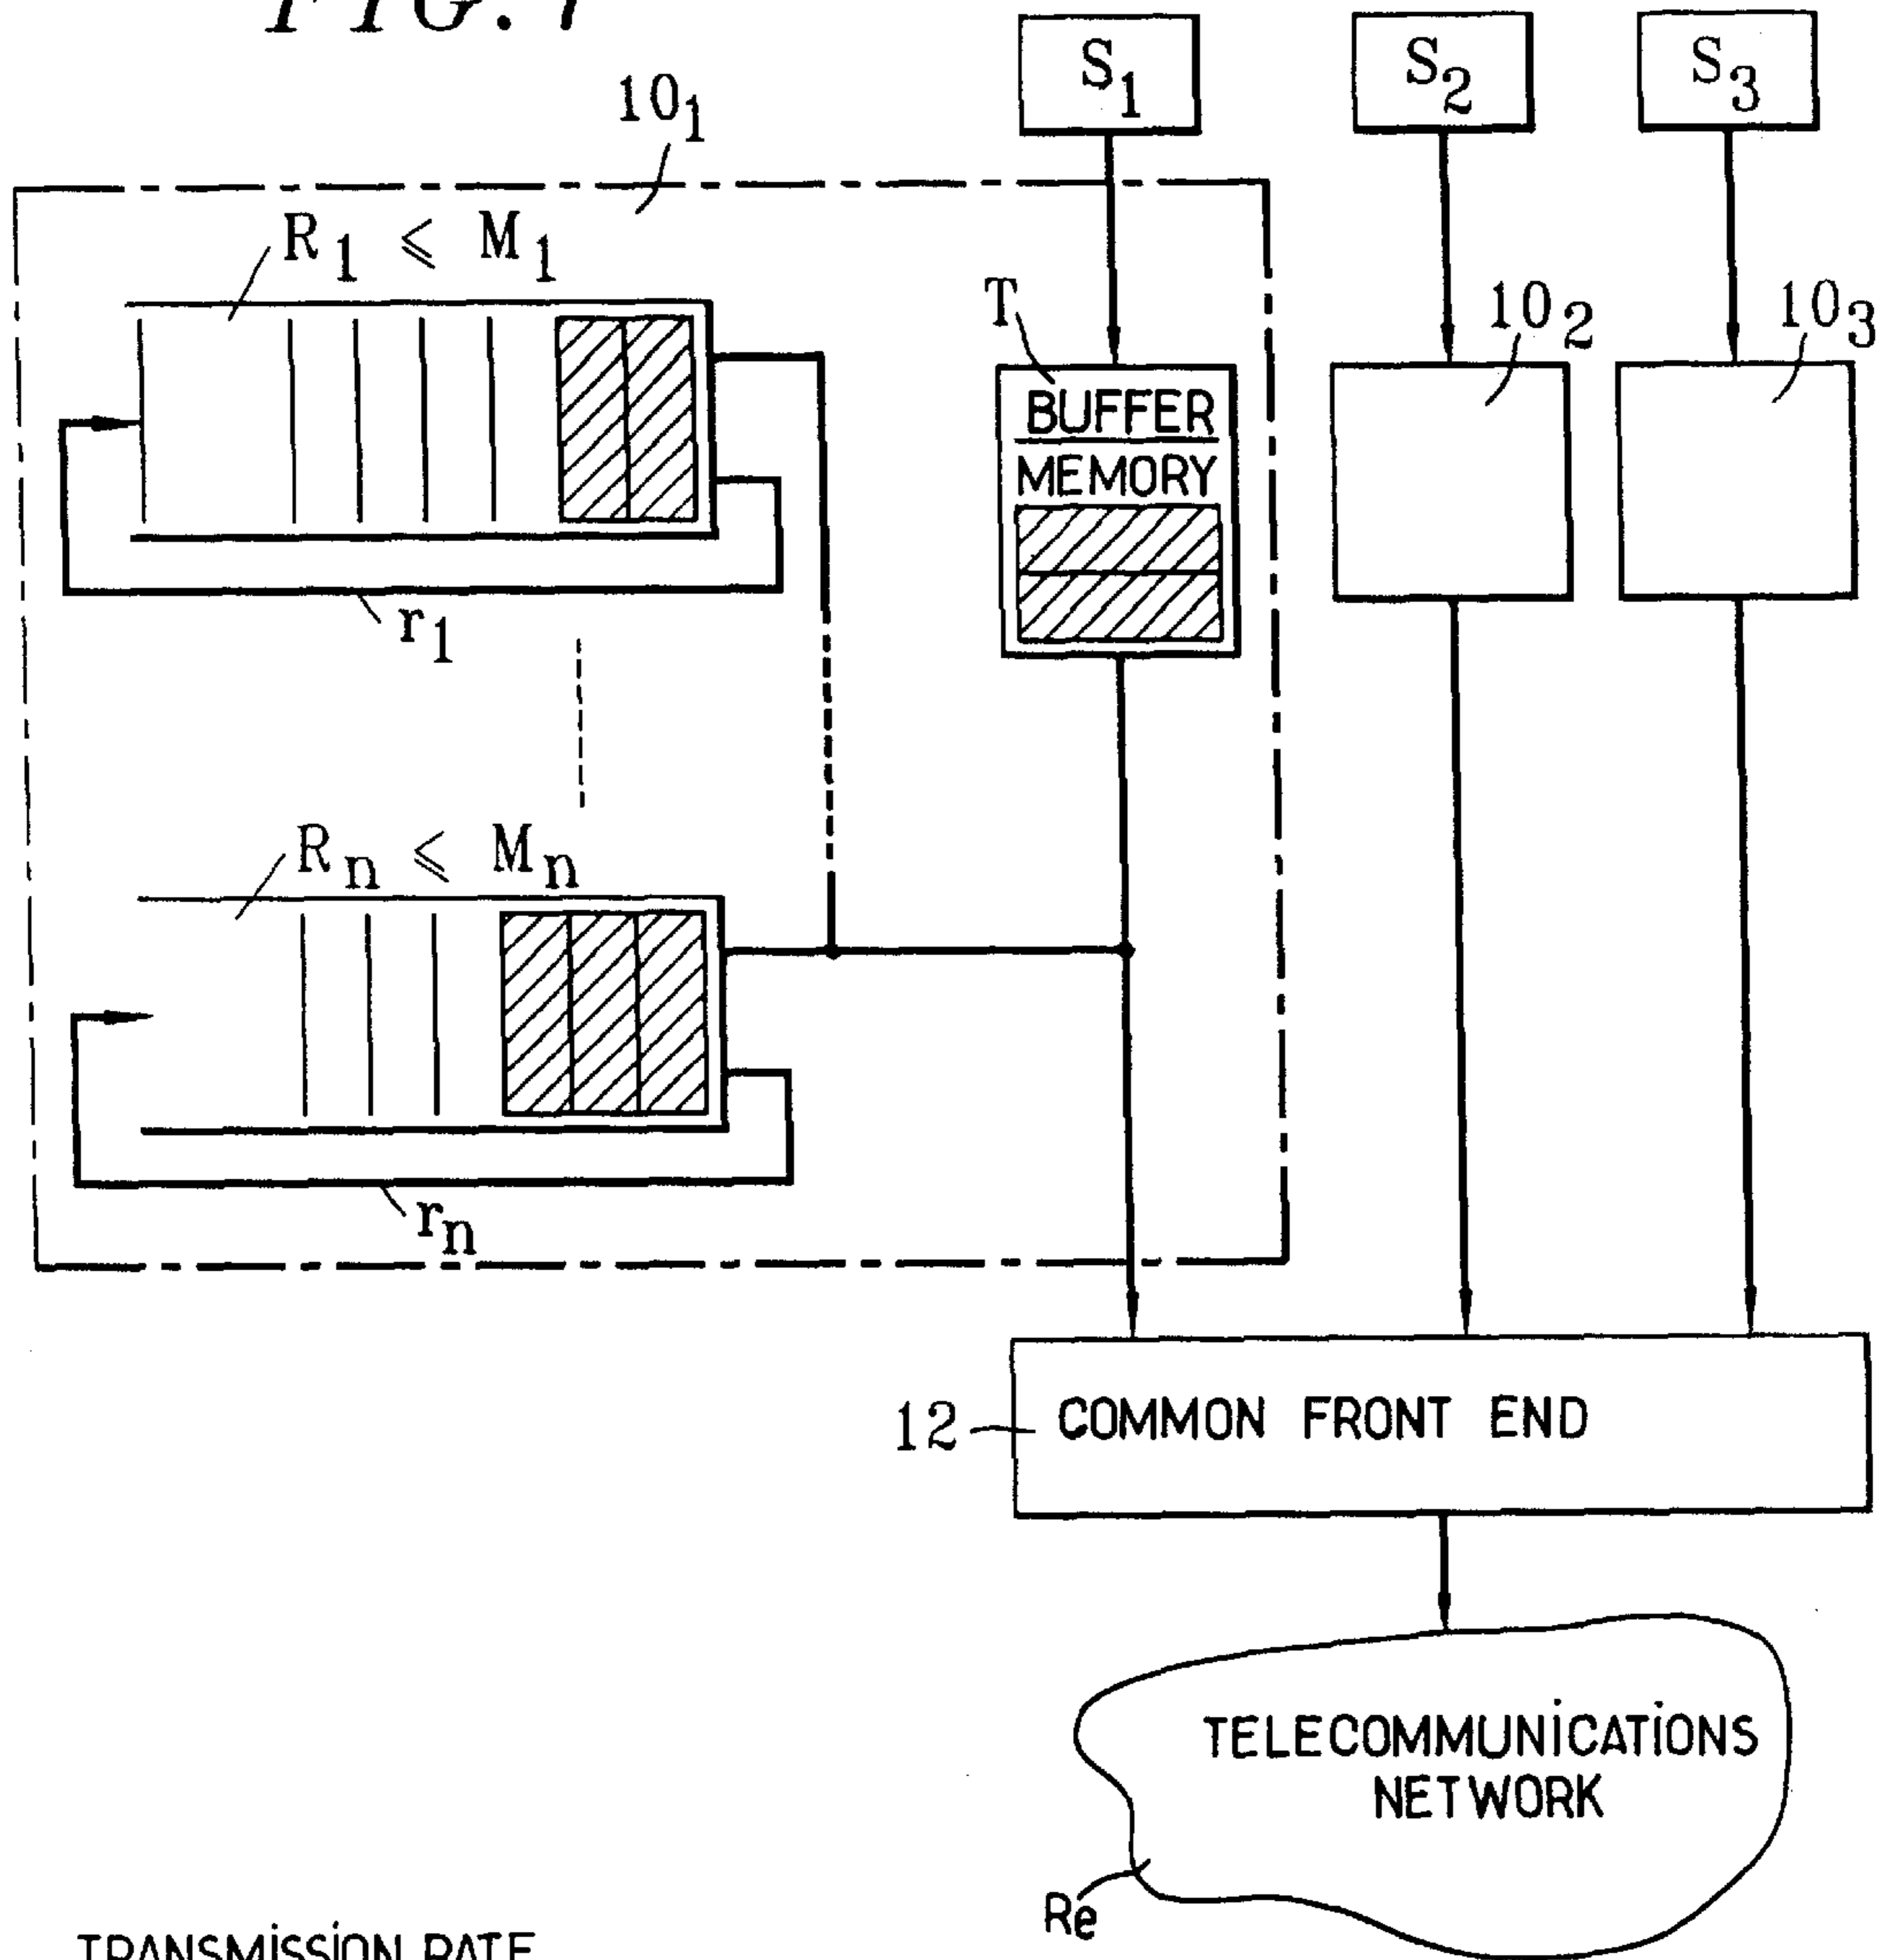 FIG. 1
S1 S2 S3
101
R1 ⩽ M1
T
102
103
BUFFER
MEMORY
r1
Rn ⩽ Mn
rn
12
COMMON FRONT END
TELECOMMUNiCATiONS
NETWORK
Re
TRANSMiSSiON RATE